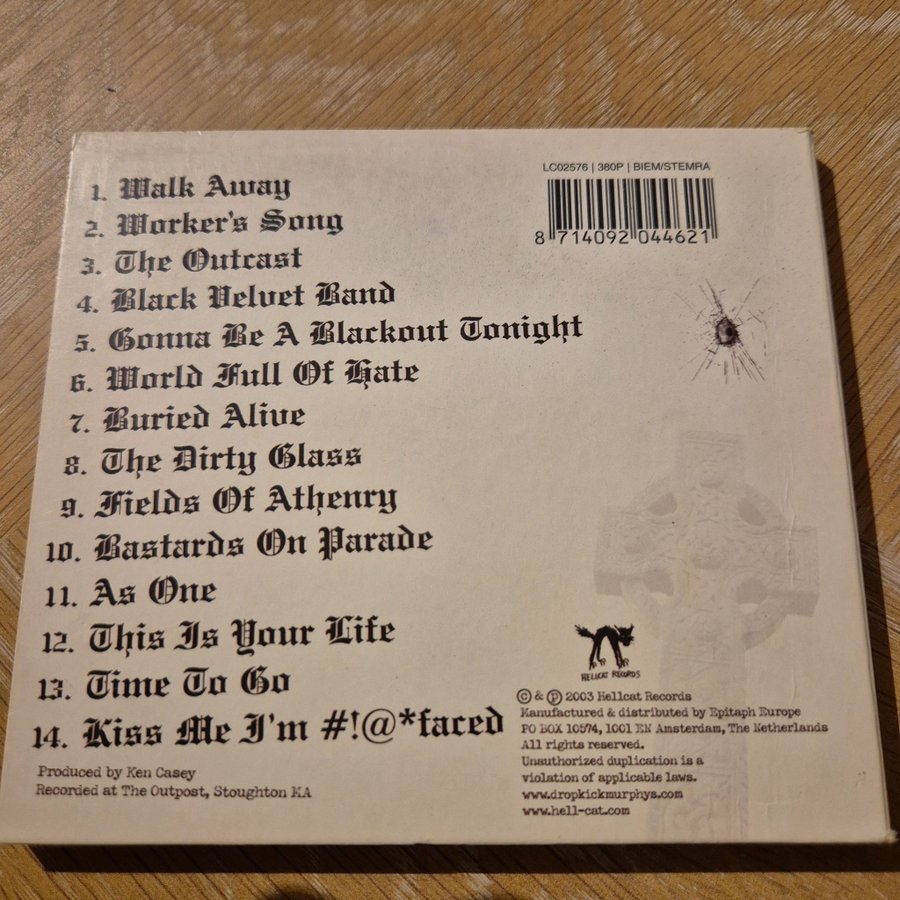 1. Walk Away
2. Worker's Song
3. The Outcast
4. Black Velvet Band
5. Gonna Be A Blackout Tonight
6. World Full Of Hate
7. Buried Alive
8. The Dirty Glass
9. Fields Of Athenry
10. Bastards On Parade
11. As One
12. This Is Your Life
13. Time To Go
14. Kiss Me I'm #!@*faced
Produced by Ken Casey
Recorded at The Outpost, Stoughton MA
LC02576 | 380P | BIEM/STEMRA
8 714092 044621
HELLCAT RECORDS
© & ℗ 2003 Hellcat Records
Manufactured & distributed by Epitaph Europe
PO BOX 10574, 1001 EN Amsterdam, The Netherlands
All rights reserved.
Unauthorized duplication is a
violation of applicable laws.
www.dropkickmurphys.com
www.hell-cat.com